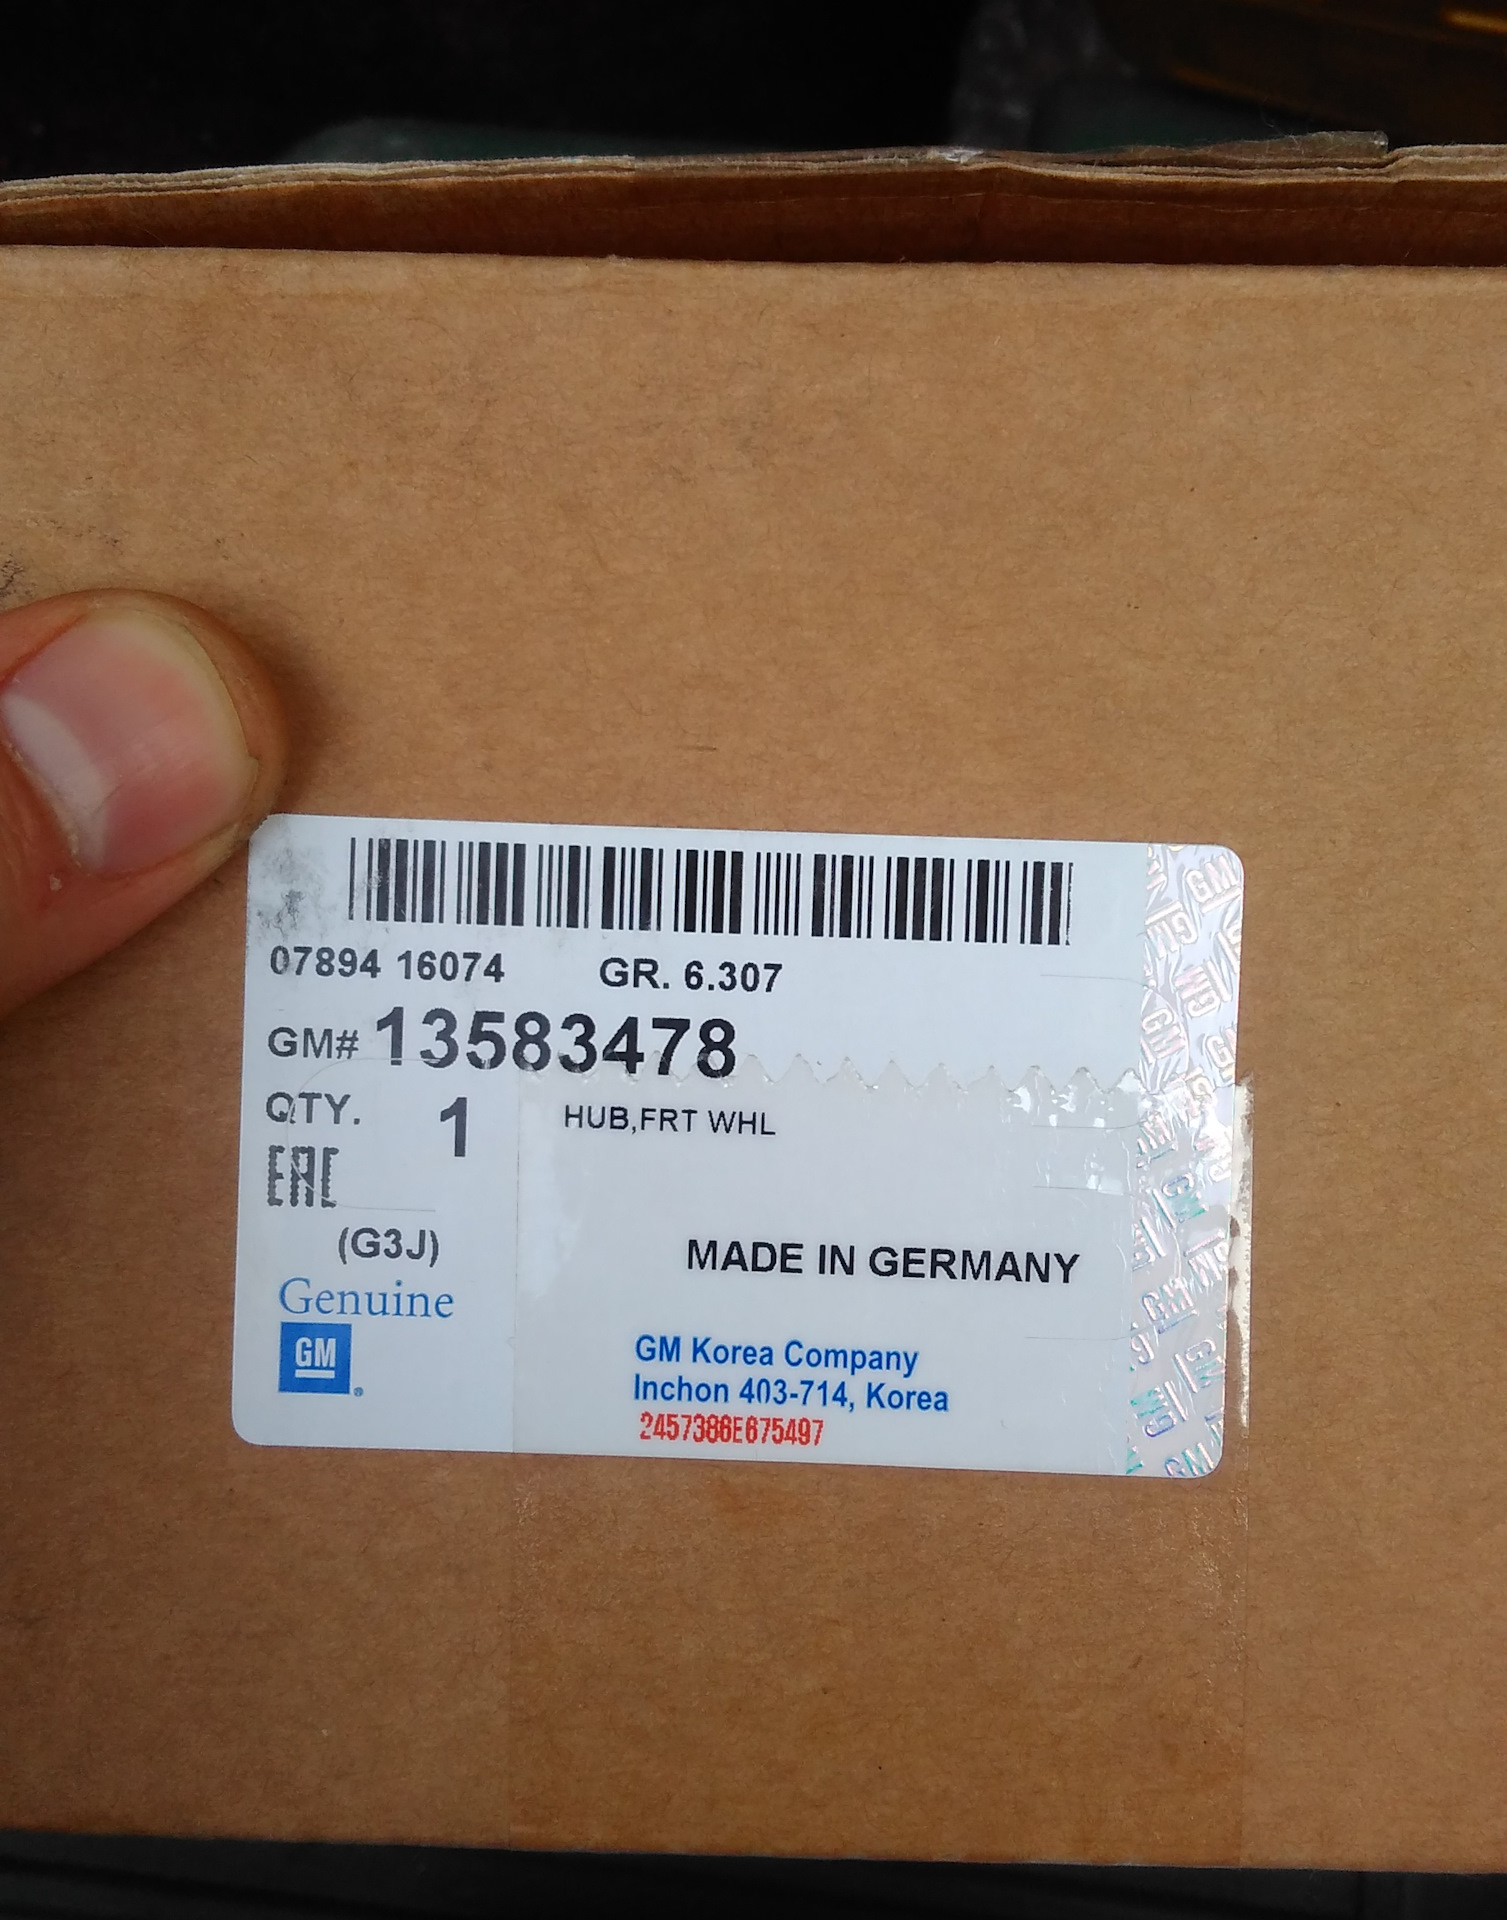 07894 16074 GR. 6.307
GM# 13583478
QTY. 1 HUB,FRT WHL
EAC
(G3J)
MADE IN GERMANY
Genuine
GM
GM Korea Company
Inchon 403-714, Korea
2457386E675497